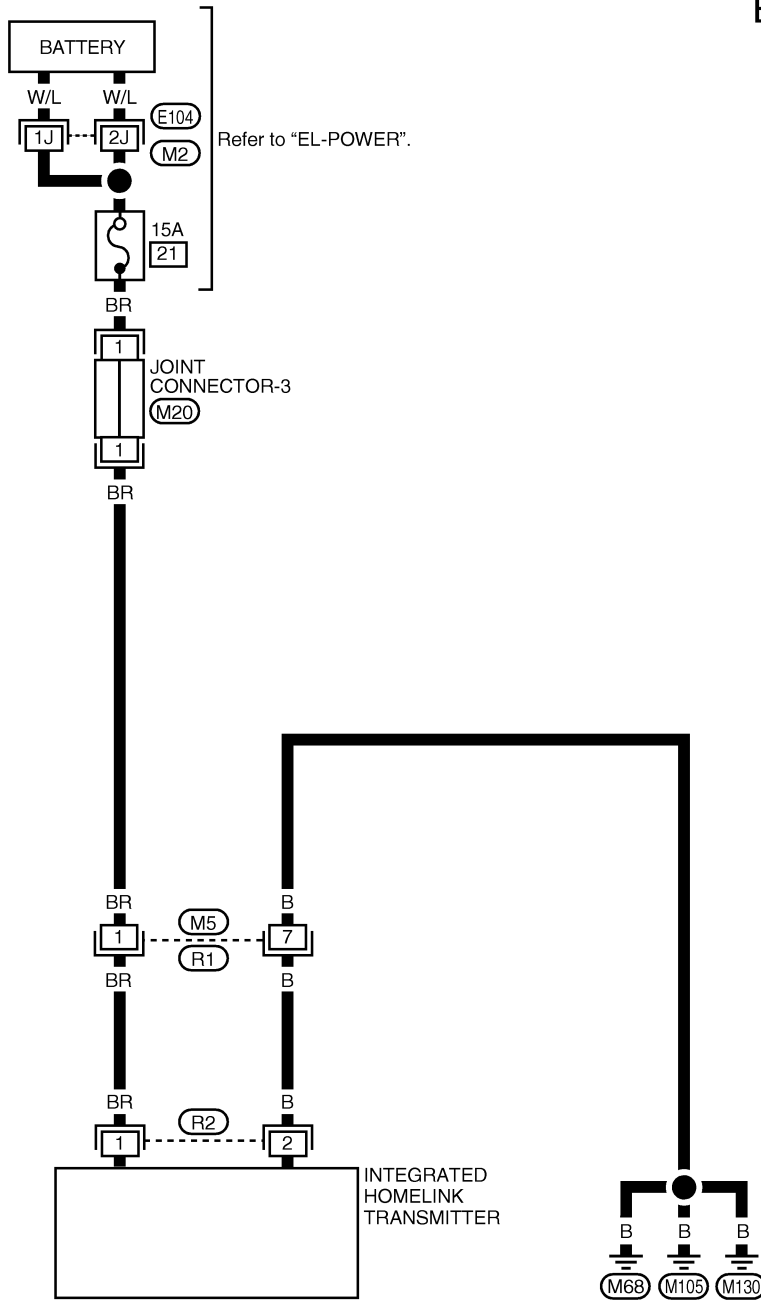 BATTERY
W/L W/L
1J 2J E104
M2
Refer to "EL-POWER".
15A
21
BR
1
JOINT
CONNECTOR-3
M20
1
BR
BR B
1 M5 7
R1
BR B
BR B
1 R2 2
INTEGRATED
HOMELINK
TRANSMITTER
B B B
M68 M105 M130